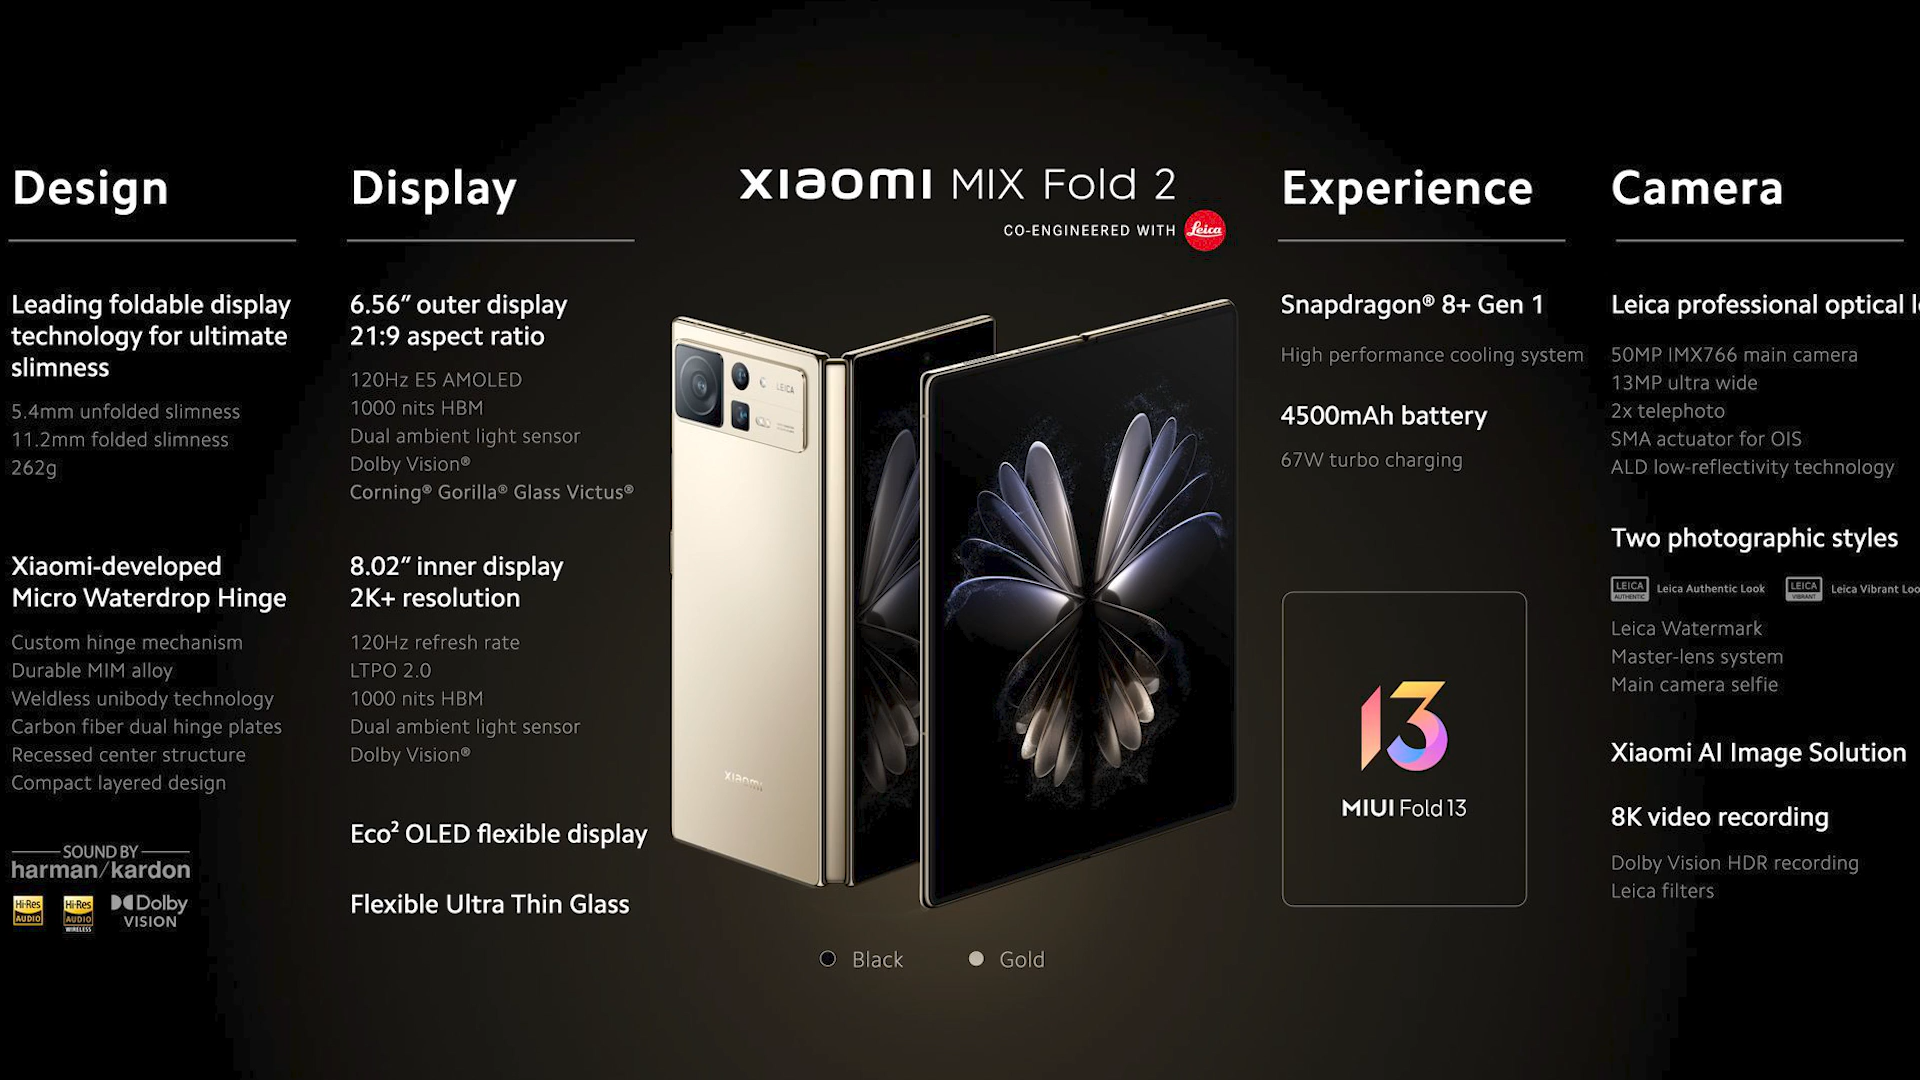 Design
Leading foldable display
technology for ultimate
slimness
5.4mm unfolded slimness
11.2mm folded slimness
262g
Xiaomi-developed
Micro Waterdrop Hinge
Custom hinge mechanism
Durable MIM alloy
Weldless unibody technology
Carbon fiber dual hinge plates
Recessed center structure
Compact layered design
SOUND BY
harman/kardon
Hi-Res
AUDIO
Hi-Res
AUDIO
WIRELESS
Dolby
VISION
Display
6.56″ outer display
21:9 aspect ratio
120Hz E5 AMOLED
1000 nits HBM
Dual ambient light sensor
Dolby Vision®
Corning® Gorilla® Glass Victus®
8.02″ inner display
2K+ resolution
120Hz refresh rate
LTPO 2.0
1000 nits HBM
Dual ambient light sensor
Dolby Vision®
Eco² OLED flexible display
Flexible Ultra Thin Glass
xiaomi MIX Fold 2
CO-ENGINEERED WITH Leica
LEICA
xiaomi
Black
Gold
Experience
Snapdragon® 8+ Gen 1
High performance cooling system
4500mAh battery
67W turbo charging
13
MIUI Fold 13
Camera
Leica professional optical
50MP IMX766 main camera
13MP ultra wide
2x telephoto
SMA actuator for OIS
ALD low-reflectivity technology
Two photographic styles
LEICA
AUTHENTIC
Leica Authentic Look
LEICA
VIBRANT
Leica Vibrant Loo
Leica Watermark
Master-lens system
Main camera selfie
Xiaomi AI Image Solution
8K video recording
Dolby Vision HDR recording
Leica filters